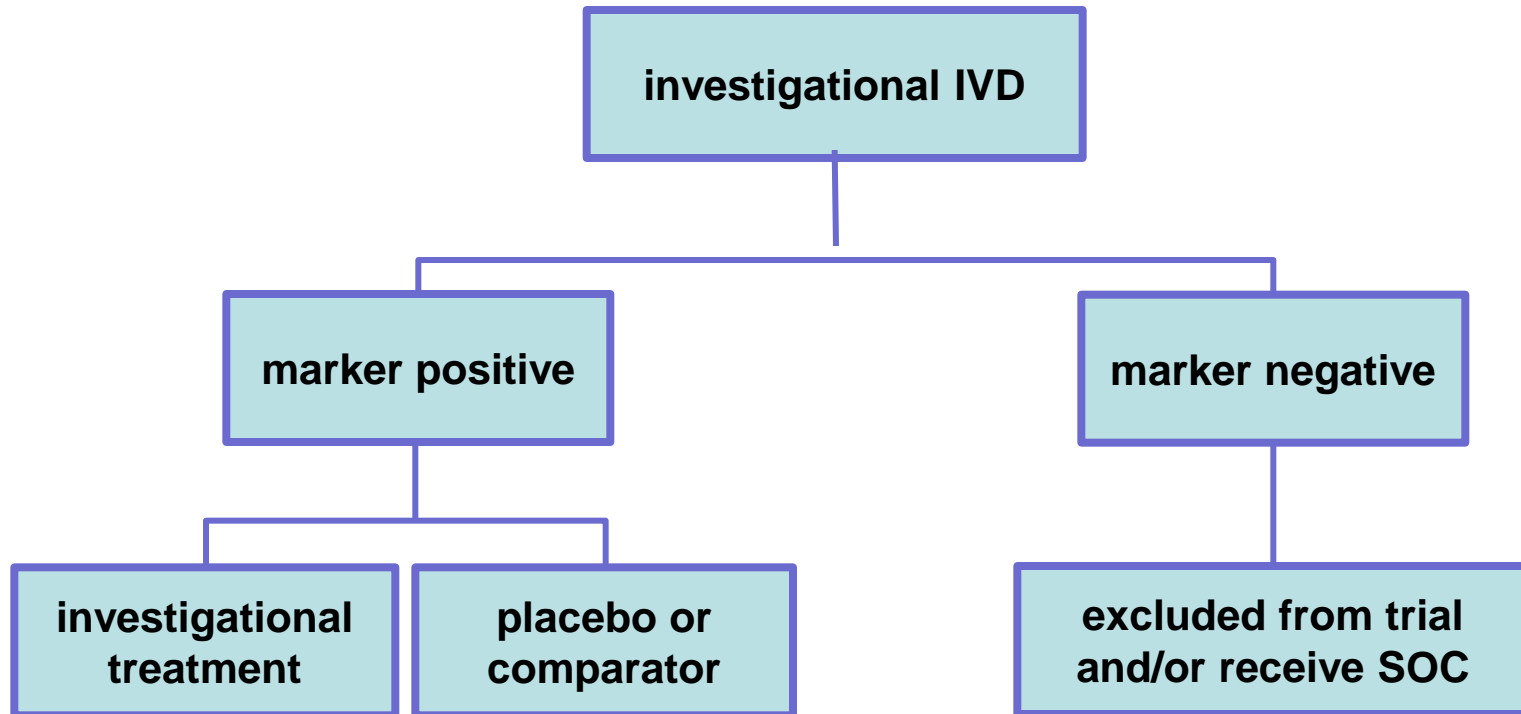 investigational IVD
marker positive
marker negative
investigational
treatment
placebo or
comparator
excluded from trial
and/or receive SOC